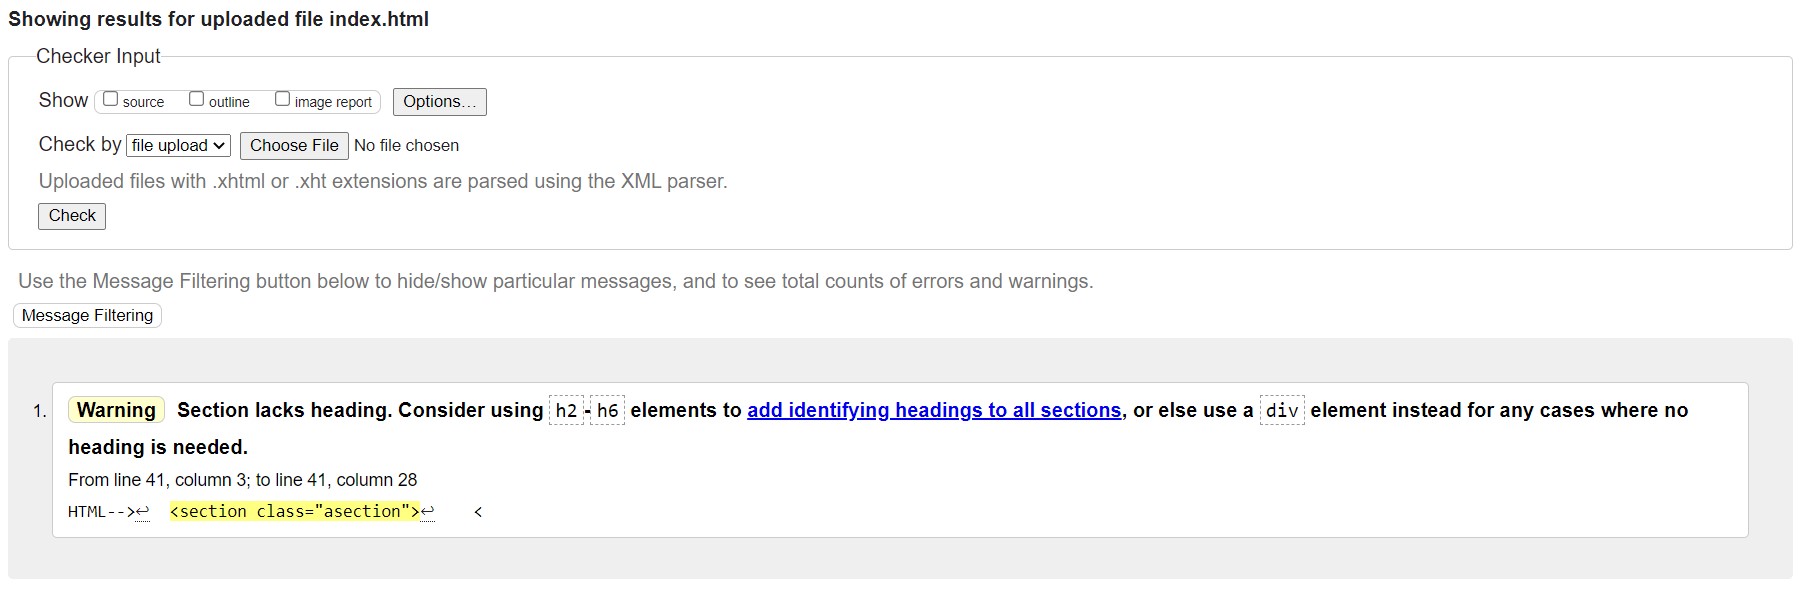 Showing results for uploaded file index.html
Checker Input
Show source outline image report Options...
Check by file upload Choose File No file chosen
Uploaded files with .xhtml or .xht extensions are parsed using the XML parser.
Check
Use the Message Filtering button below to hide/show particular messages, and to see total counts of errors and warnings.
Message Filtering
1. Warning Section lacks heading. Consider using h2-h6 elements to add identifying headings to all sections, or else use a div element instead for any cases where no
heading is needed.
From line 41, column 3; to line 41, column 28
HTML-->↩ <section class="asection">↩ <